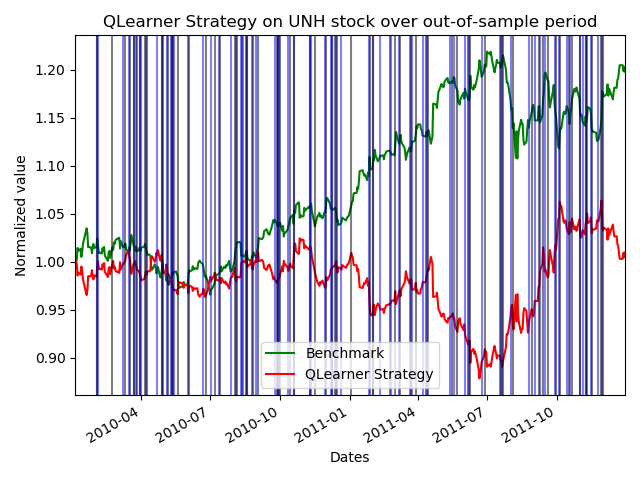 QLearner Strategy on UNH stock over out-of-sample period
Normalized value
1.20
1.15
1.10
1.05
1.00
0.95
0.90
Benchmark
QLearner Strategy
2010-04
2010-07
2010-10
2011-01
2011-04
2011-07
2011-10
Dates